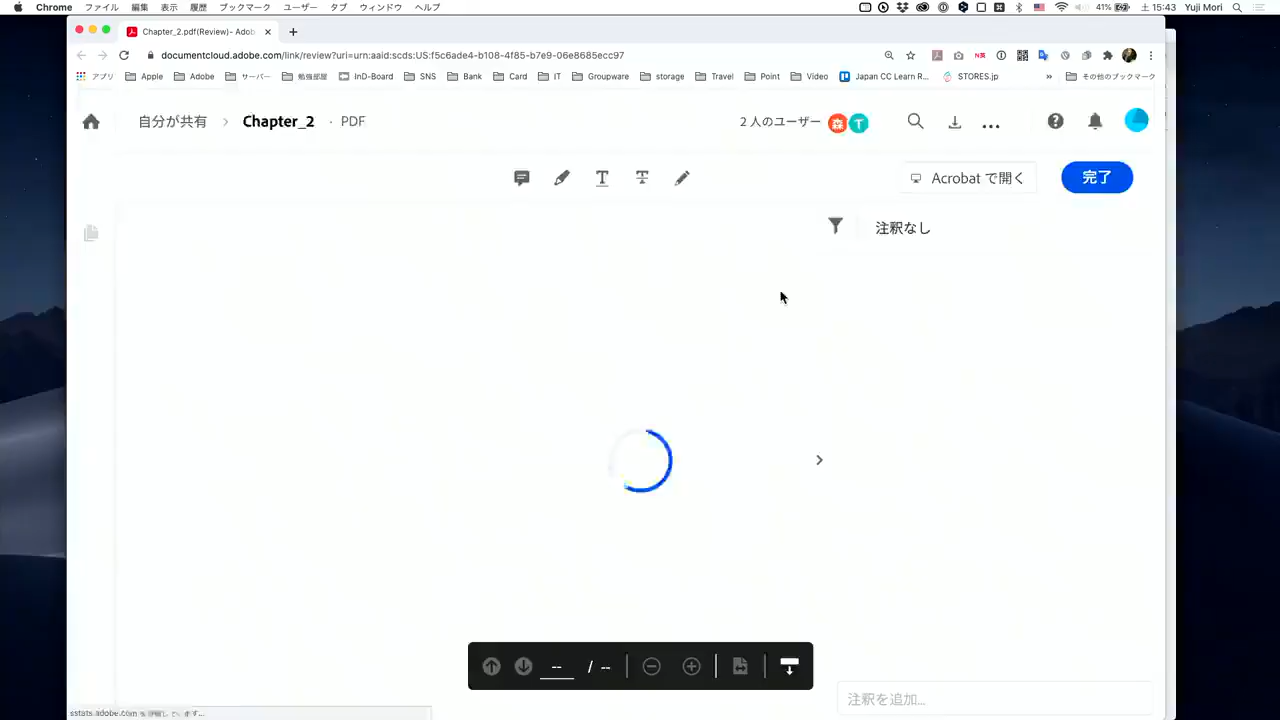 Chrome ファイル 編集 表示 履歴 ブックマーク ユーザー タブ ウィンドウ ヘルプ 41% 土 15:43 Yuji Mori
Chapter_2.pdf(Review)- Adob
documentcloud.adobe.com/link/review?uri=urn:aaid:scds:US:f5c6ade4-b108-4f85-b7e9-06e8685ecc97
アプリ Apple Adobe サーバー 勉強部屋 InD-Board SNS Bank Card IT Groupware storage Travel Point Video Japan CC Learn R... STORES.jp » その他のブックマーク
自分が共有 > Chapter_2 · PDF 2 人のユーザー 森 T
Acrobat で開く 完了
注釈なし
-- / --
注釈を追加...